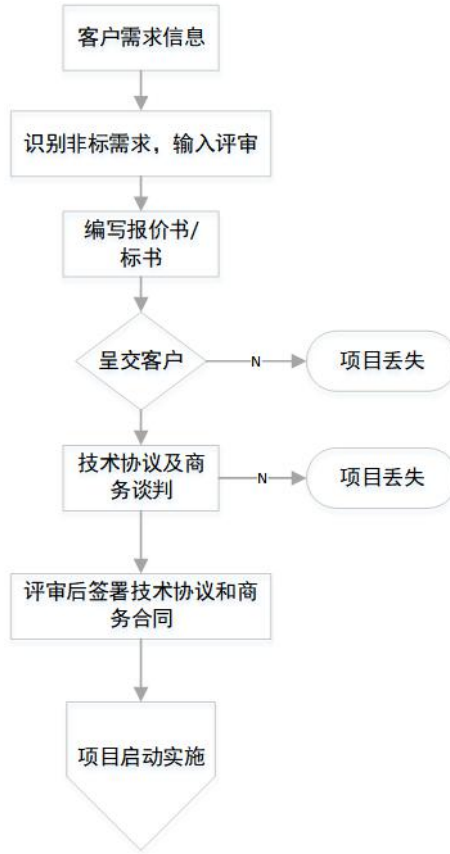 客户需求信息
识别非标需求，输入评审
编写报价书/
标书
呈交客户
N
项目丢失
技术协议及商
务谈判
N
项目丢失
评审后签署技术协议和商
务合同
项目启动实施